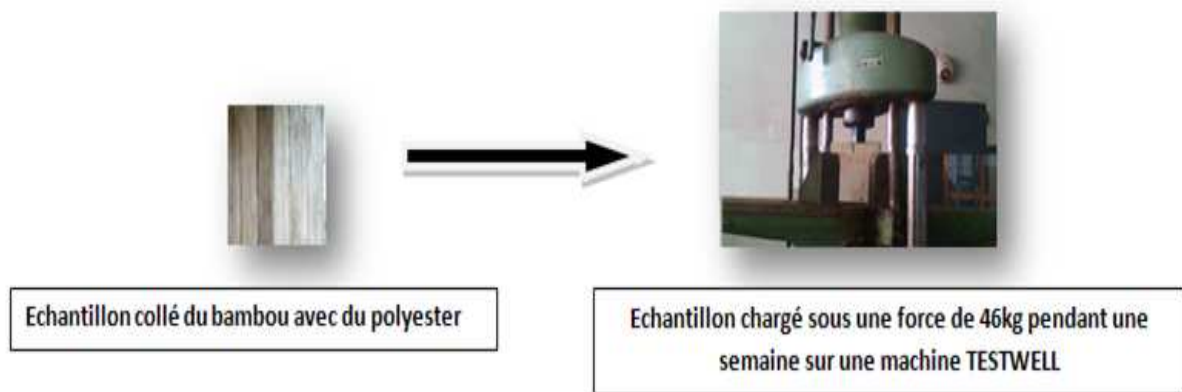 Echantillon collé du bambou avec du polyester
Echantillon chargé sous une force de 46kg pendant une
semaine sur une machine TESTWELL